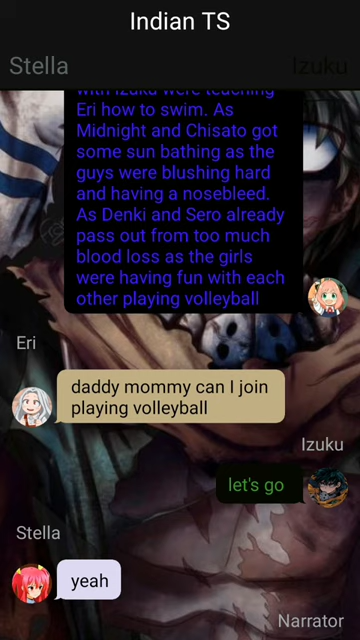 Indian TS
Stella
Izuku
with Izuku were teaching
Eri how to swim. As
Midnight and Chisato got
some sun bathing as the
guys were blushing hard
and having a nosebleed.
As Denki and Sero already
pass out from too much
blood loss as the girls
were having fun with each
other playing volleyball
Eri
daddy mommy can I join
playing volleyball
Izuku
let's go
Stella
yeah
Narrator